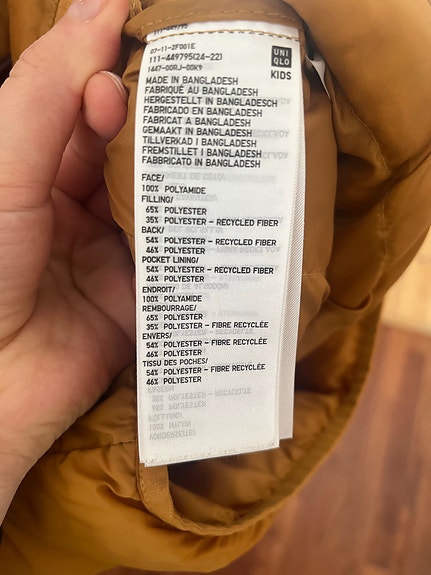 07-11-2F001E
111-449795(24-22)
1447-00RJ-00K9
UNI
QLO
KIDS
MADE IN BANGLADESH
FABRIQUÉ AU BANGLADESH
HERGESTELLT IN BANGLADESCH
FABRICADO EN BANGLADESH
FABBRICAT A BANGLADESH
GEMAAKT IN BANGLADESH
TILLVERKAD I BANGLADESH
FREMSTILLET I BANGLADESH
FABBRICATO IN BANGLADESH
FACE/
100% POLYAMIDE
FILLING/
65% POLYESTER
35% POLYESTER - RECYCLED FIBER
BACK/
54% POLYESTER - RECYCLED FIBER
46% POLYESTER
POCKET LINING/
54% POLYESTER - RECYCLED FIBER
46% POLYESTER
ENDROIT/
100% POLYAMIDE
REMBOURRAGE/
65% POLYESTER
35% POLYESTER - FIBRE RECYCLÉE
ENVERS/
54% POLYESTER - FIBRE RECYCLÉE
46% POLYESTER
TISSU DES POCHES/
54% POLYESTER - FIBRE RECYCLÉE
46% POLYESTER